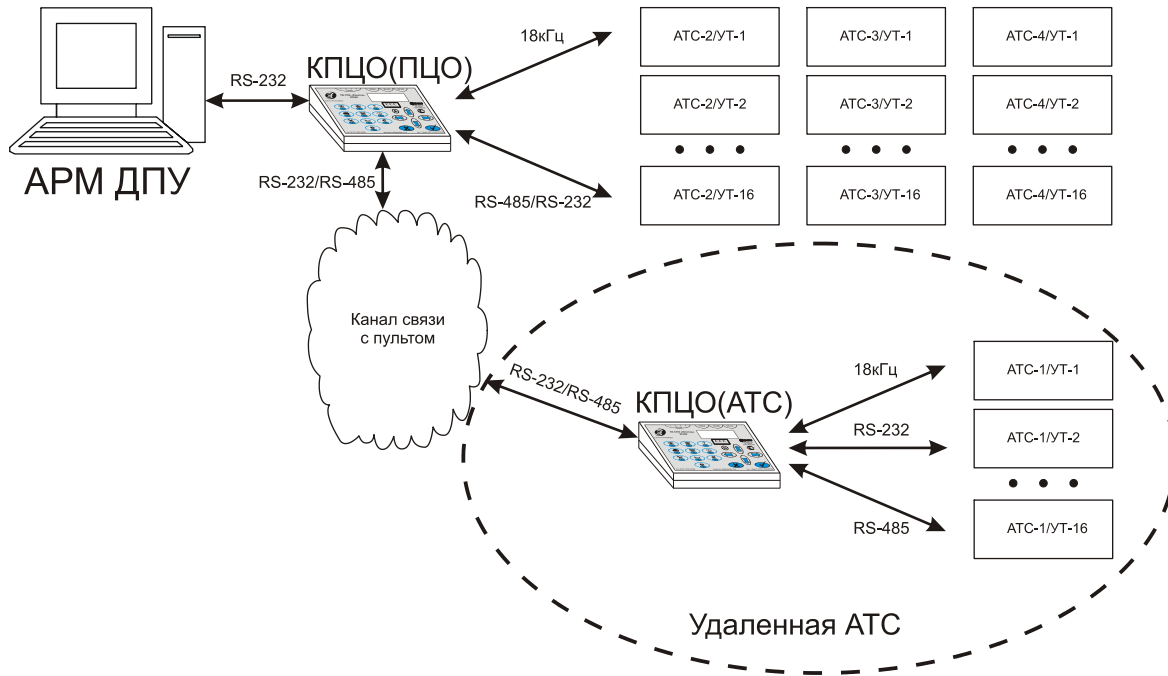 18кГц
АТС-2/УТ-1
АТС-3/УТ-1
АТС-4/УТ-1
КПЦО(ПЦО)
RS-232
АТС-2/УТ-2
АТС-3/УТ-2
АТС-4/УТ-2
АРМ ДПУ
RS-232/RS-485
RS-485/RS-232
АТС-2/УТ-16
АТС-3/УТ-16
АТС-4/УТ-16
Канал связи
с пультом
RS-232/RS-485
КПЦО(АТС)
18кГц
АТС-1/УТ-1
RS-232
АТС-1/УТ-2
RS-485
АТС-1/УТ-16
Удаленная АТС